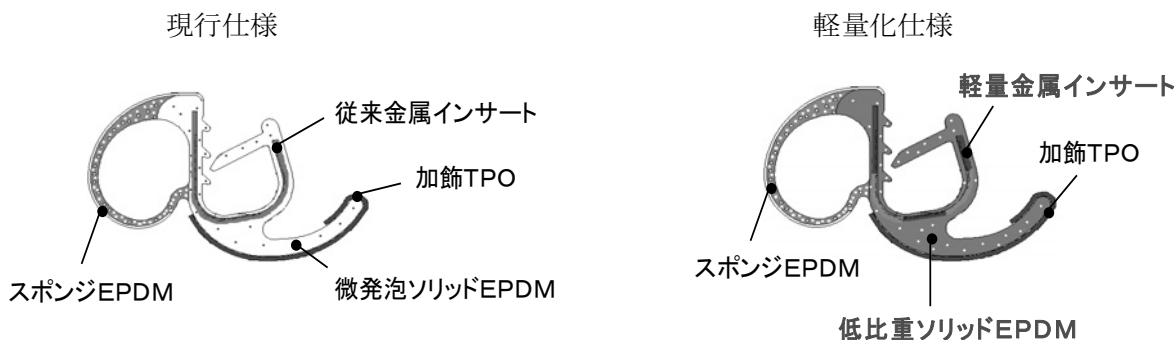 現行仕様
従来金属インサート
加飾TPO
微発泡ソリッドEPDM
スポンジEPDM
軽量化仕様
軽量金属インサート
加飾TPO
スポンジEPDM
低比重ソリッドEPDM